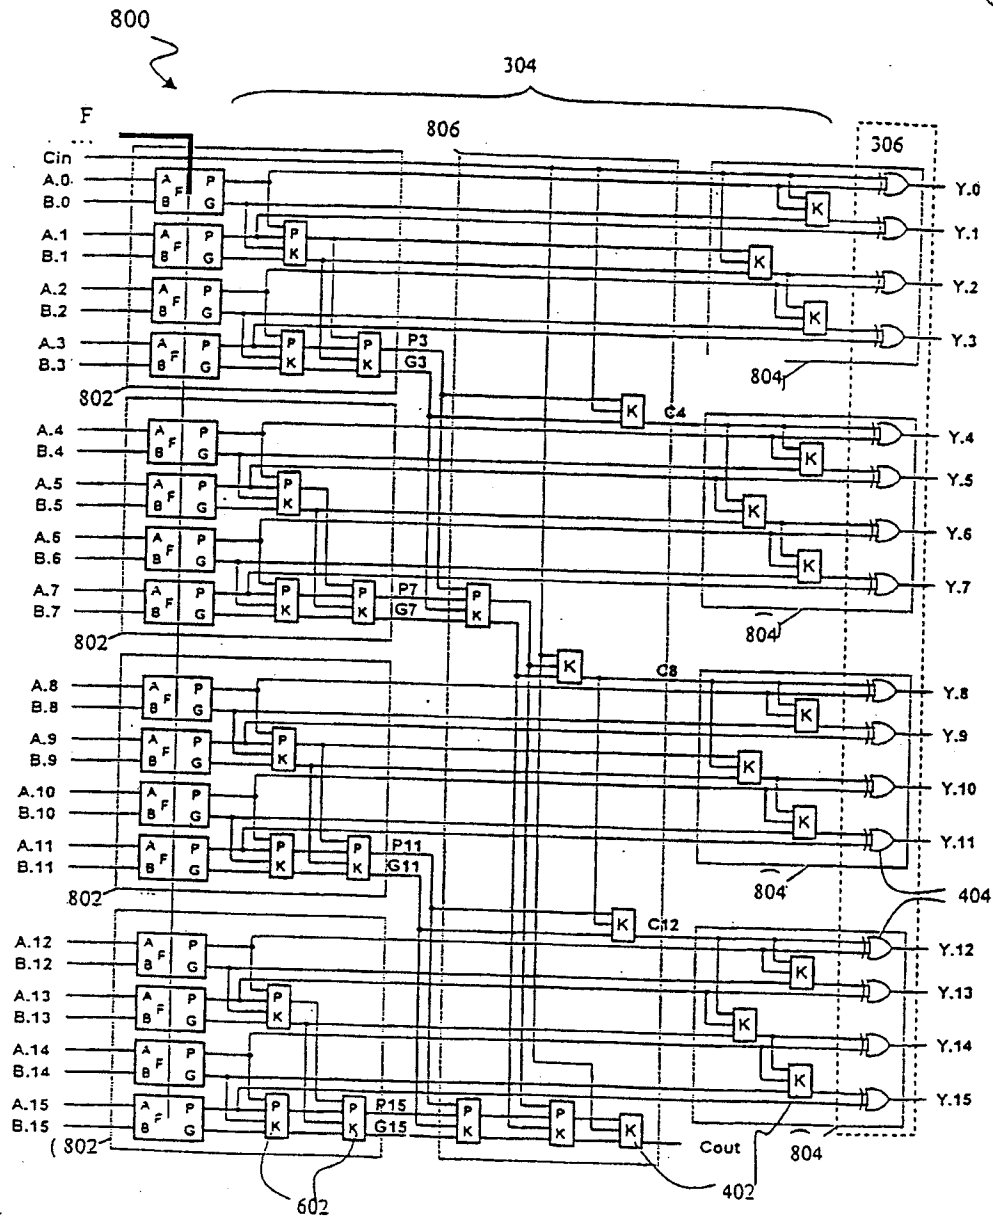 800
304
F
...
806
306
Cin
A.0 A F P K Y.0
B.0 B G
A.1 A F P P K Y.1
B.1 B G K K
A.2 A F P Y.2
B.2 B G K
A.3 A F P P P P3 Y.3
B.3 B G K K G3
802 K C4 804
A.4 A F P Y.4
B.4 B G K
A.5 A F P P Y.5
B.5 B G K K
A.6 A F P Y.6
B.6 B G K
A.7 A F P P P P7 P Y.7
B.7 B G K K G7 K
802 804
K C8
A.8 A F P Y.8
B.8 B G K
A.9 A F P P Y.9
B.9 B G K K
A.10 A F P Y.10
B.10 B G K
A.11 A F P P P P11 Y.11
B.11 B G K K G11
802 ... 804 404
K C12
A.12 A F P Y.12
B.12 B G K
A.13 A F P P Y.13
B.13 B G K K
A.14 A F P Y.14
B.14 B G K
A.15 A F P P P P15 P P Y.15
B.15 B G K K G15 K K K
( 802 Cout 804
602 402